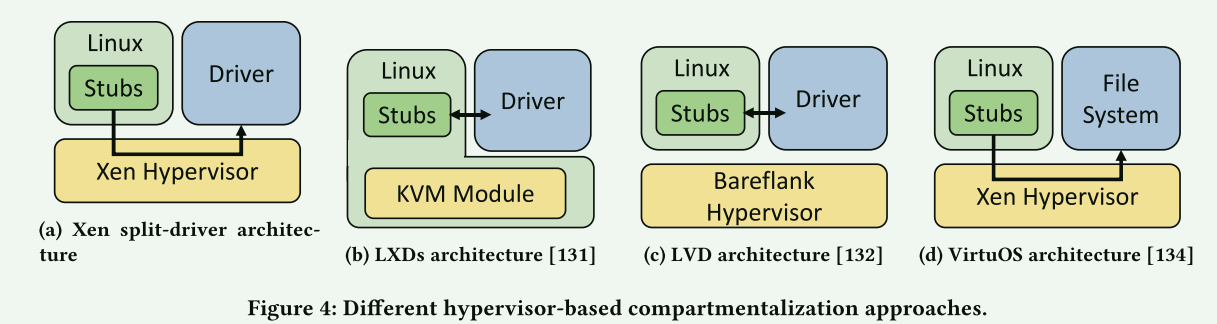 Linux
Stubs
Driver
Xen Hypervisor
(a) Xen split-driver architec-
ture
Linux
Stubs
Driver
KVM Module
(b) LXDs architecture [131]
Linux
Stubs
Driver
Bareflank
Hypervisor
(c) LVD architecture [132]
Linux
Stubs
File
System
Xen Hypervisor
(d) VirtuOS architecture [134]
Figure 4: Different hypervisor-based compartmentalization approaches.